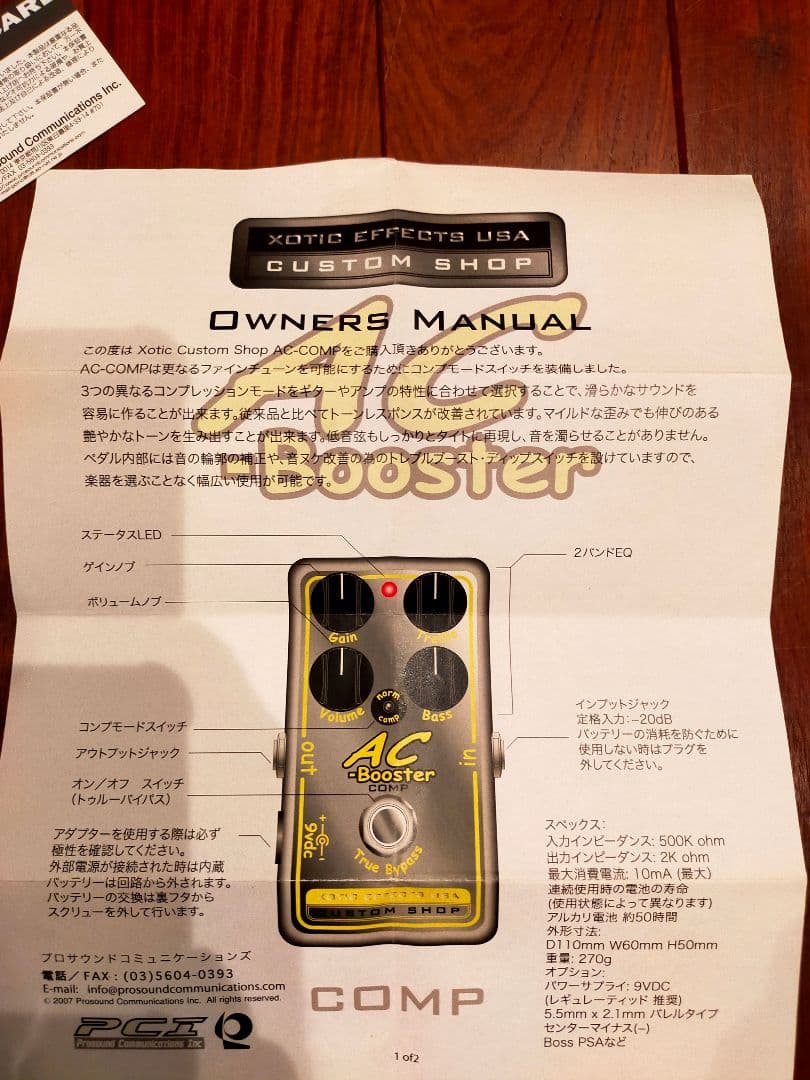 CARD
Prosound Communications Inc.
XOTIC EFFECTS USA
CUSTOM SHOP
OWNERS MANUAL
この度は Xotic Custom Shop AC-COMPをご購入頂きありがとうございます。
AC-COMPは更なるファインチューンを可能にするためにコンプモードスイッチを装備しました。
3つの異なるコンプレッションモードをギターやアンプの特性に合わせて選択することで、滑らかなサウンドを
容易に作ることが出来ます。従来品と比べてトーンレスポンスが改善されています。マイルドな歪みでも伸びのある
艶やかなトーンを生み出すことが出来ます。低音弦もしっかりとタイトに再現し、音を濁らせることがありません。
ペダル内部には音の輪郭の補正や、音ヌケ改善の為のトレブルブースト・ディップスイッチを設けていますので、
楽器を選ぶことなく幅広い使用が可能です。
AC
-Booster
ステータスLED
ゲインノブ
ボリュームノブ
2バンドEQ
Gain
Treble
Volume
norm
comp
Bass
コンプモードスイッチ
アウトプットジャック
オン/オフ スイッチ
(トゥルーバイパス)
out
in
AC
-Booster
COMP
+ 9vdc -
True Bypass
XOTIC EFFECTS USA
CUSTOM SHOP
インプットジャック
定格入力:-20dB
バッテリーの消耗を防ぐために
使用しない時はプラグを
外してください。
アダプターを使用する際は必ず
極性を確認してください。
外部電源が接続された時は内蔵
バッテリーは回路から外されます。
バッテリーの交換は裏フタから
スクリューを外して行います。
スペックス:
入力インピーダンス: 500K ohm
出力インピーダンス: 2K ohm
最大消費電流: 10mA (最大)
連続使用時の電池の寿命
(使用状態によって異なります)
アルカリ電池 約50時間
外形寸法:
D110mm W60mm H50mm
重量: 270g
オプション:
パワーサプライ: 9VDC
(レギュレーティッド 推奨)
5.5mm x 2.1mm バレルタイプ
センターマイナス(-)
Boss PSAなど
プロサウンドコミュニケーションズ
電話/FAX : (03)5604-0393
E-mail: info@prosoundcommunications.com
© 2007 Prosound Communications Inc. All rights reserved.
PCI
Prosound Communications Inc
COMP
1 of2